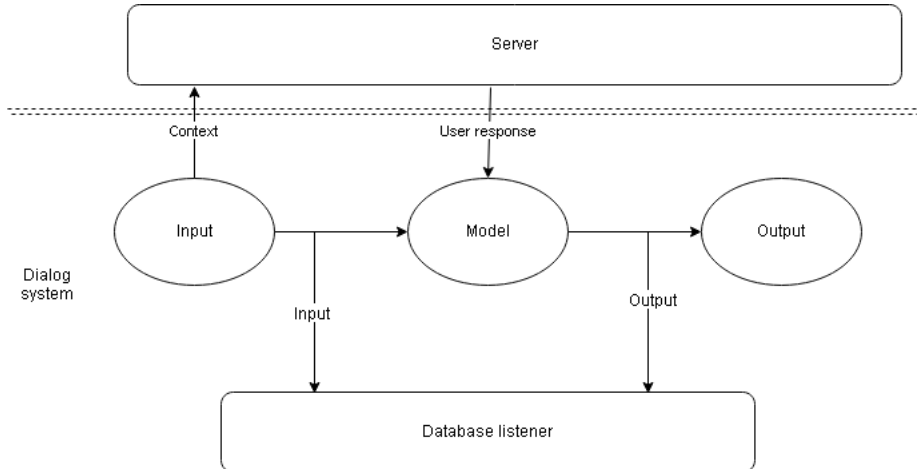 Server
Context
User response
Input
Model
Output
Dialog
system
Input
Output
Database listener